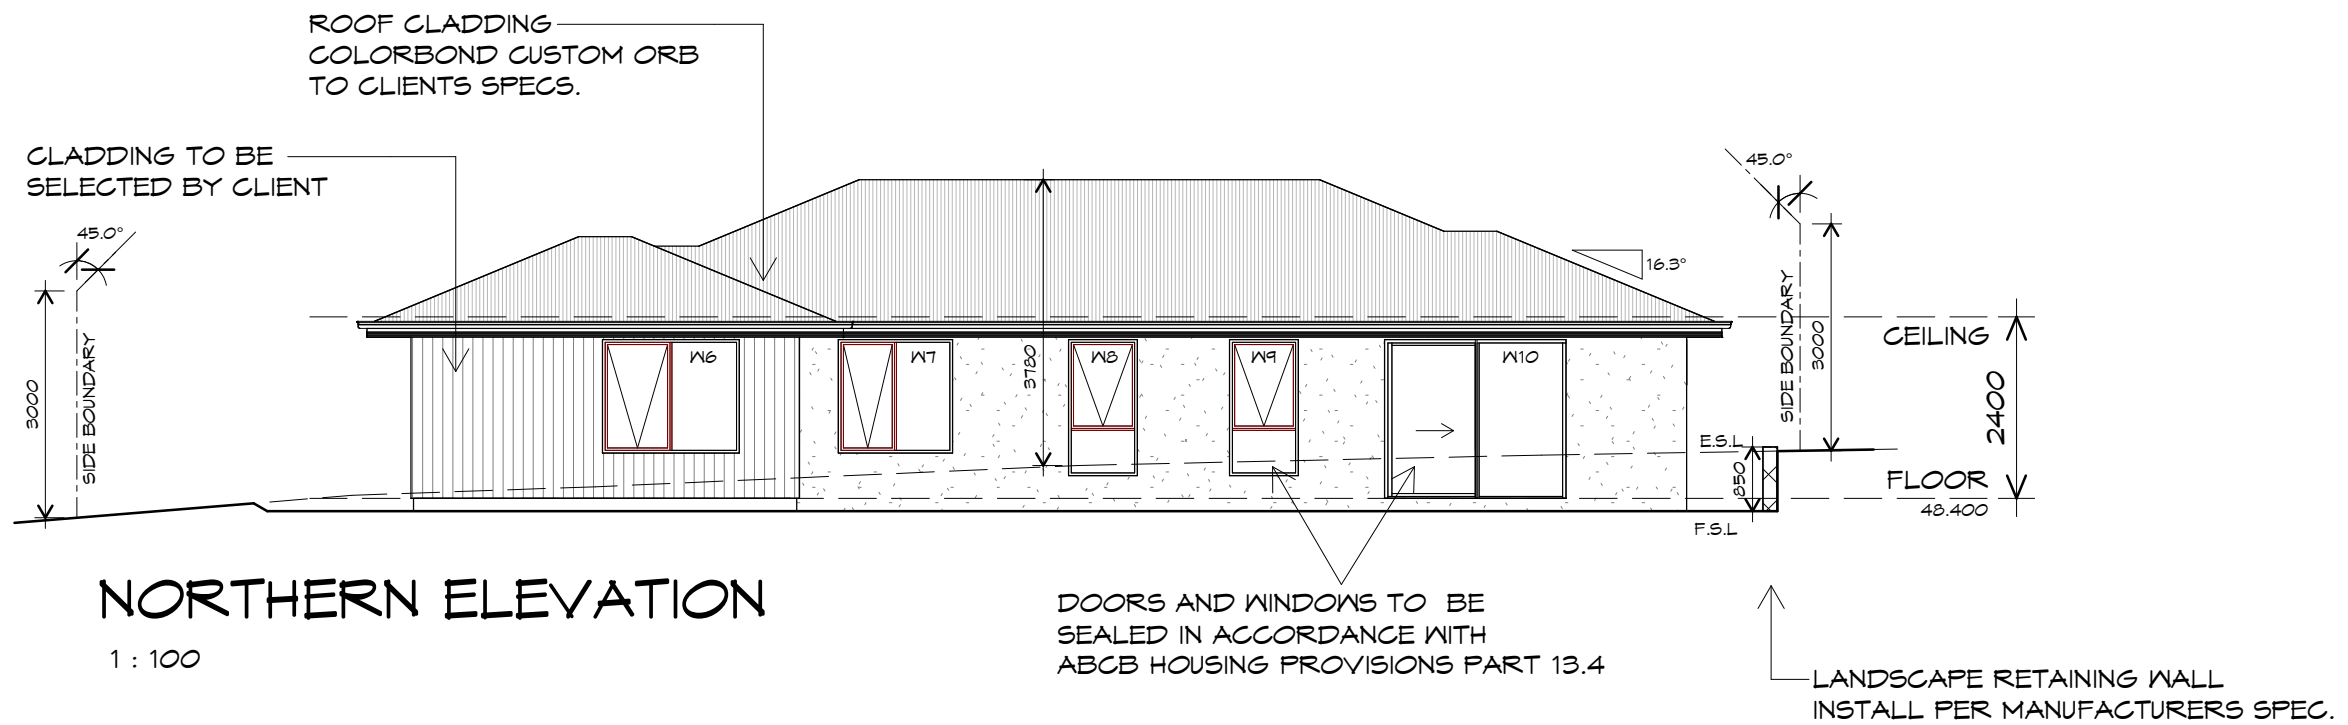 ROOF CLADDING
COLORBOND CUSTOM ORB
TO CLIENTS SPECS.
CLADDING TO BE
SELECTED BY CLIENT
45.0°
45.0°
16.3°
3000
SIDE BOUNDARY
W6
W7
3780
W8
W9
W10
SIDE BOUNDARY
3000
CEILING
2400
E.S.L
850
FLOOR
48.400
F.S.L
NORTHERN ELEVATION
1 : 100
DOORS AND WINDOWS TO BE
SEALED IN ACCORDANCE WITH
ABCB HOUSING PROVISIONS PART 13.4
LANDSCAPE RETAINING WALL
INSTALL PER MANUFACTURERS SPEC.